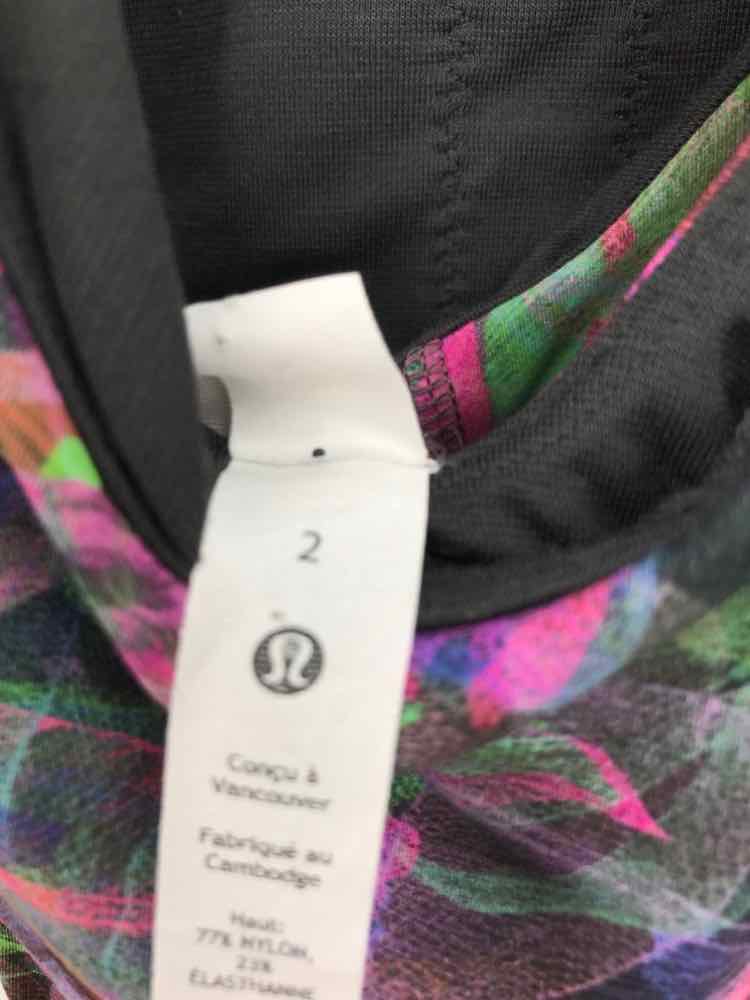 2
Conçu à
Vancouver
Fabriqué au
Cambodge
Haut:
77% NYLON,
23%
ÉLASTHANNE